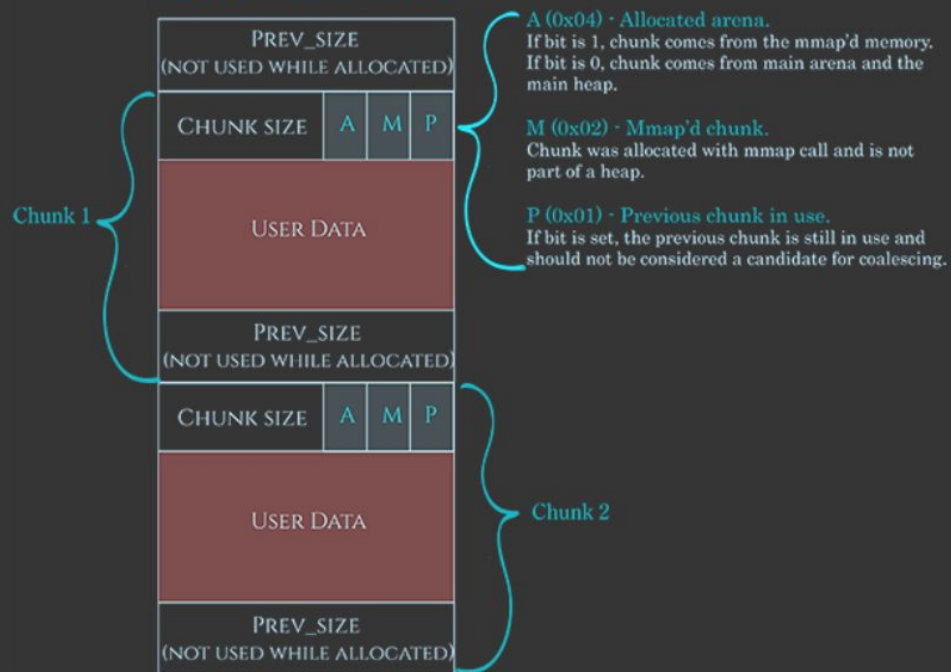 PREV_SIZE
(NOT USED WHILE ALLOCATED)
CHUNK SIZE A M P
USER DATA
PREV_SIZE
(NOT USED WHILE ALLOCATED)
CHUNK SIZE A M P
USER DATA
PREV_SIZE
(NOT USED WHILE ALLOCATED)
Chunk 1
Chunk 2
A (0x04) - Allocated arena.
If bit is 1, chunk comes from the mmap'd memory.
If bit is 0, chunk comes from main arena and the
main heap.
M (0x02) - Mmap'd chunk.
Chunk was allocated with mmap call and is not
part of a heap.
P (0x01) - Previous chunk in use.
If bit is set, the previous chunk is still in use and
should not be considered a candidate for coalescing.